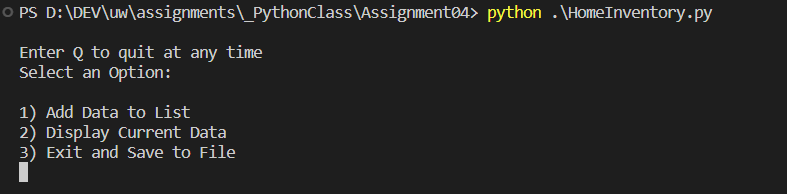 PS D:\DEV\uw\assignments\_PythonClass\Assignment04> python .\HomeInventory.py
Enter Q to quit at any time
Select an Option:
1) Add Data to List
2) Display Current Data
3) Exit and Save to File